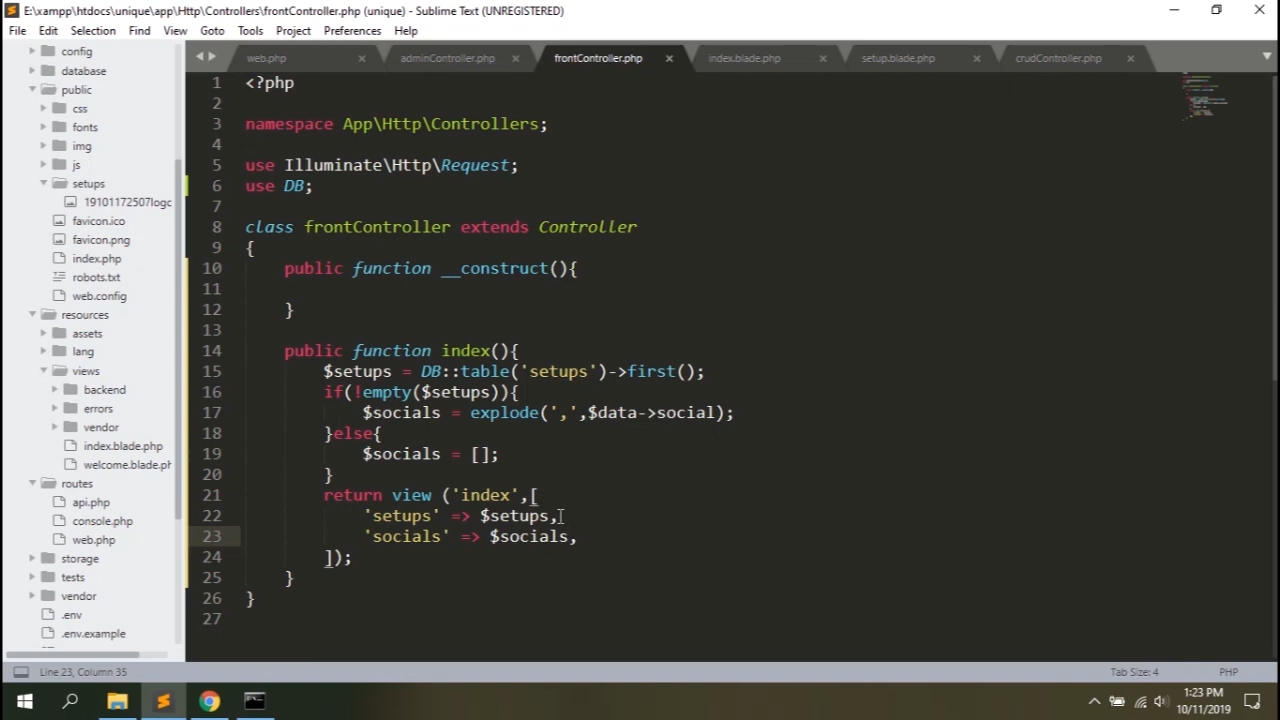 E:\xampp\htdocs\unique\app\Http\Controllers\frontController.php (unique) - Sublime Text (UNREGISTERED)
File Edit Selection Find View Goto Tools Project Preferences Help
config
database
public
css
fonts
img
js
setups
19101172507logo
favicon.ico
favicon.png
index.php
robots.txt
web.config
resources
assets
lang
views
backend
errors
vendor
index.blade.php
welcome.blade.ph
routes
api.php
console.php
web.php
storage
tests
vendor
.env
.env.example
web.php adminController.php frontController.php index.blade.php setup.blade.php crudController.php
1 <?php
2
3 namespace App\Http\Controllers;
4
5 use Illuminate\Http\Request;
6 use DB;
7
8 class frontController extends Controller
9 {
10 public function __construct(){
11
12 }
13
14 public function index(){
15 $setups = DB::table('setups')->first();
16 if(!empty($setups)){
17 $socials = explode(',',$data->social);
18 }else{
19 $socials = [];
20 }
21 return view ('index',[
22 'setups' => $setups,
23 'socials' => $socials,
24 ]);
25 }
26 }
27
Line 23, Column 35
Tab Size: 4 PHP
1:23 PM
10/11/2019